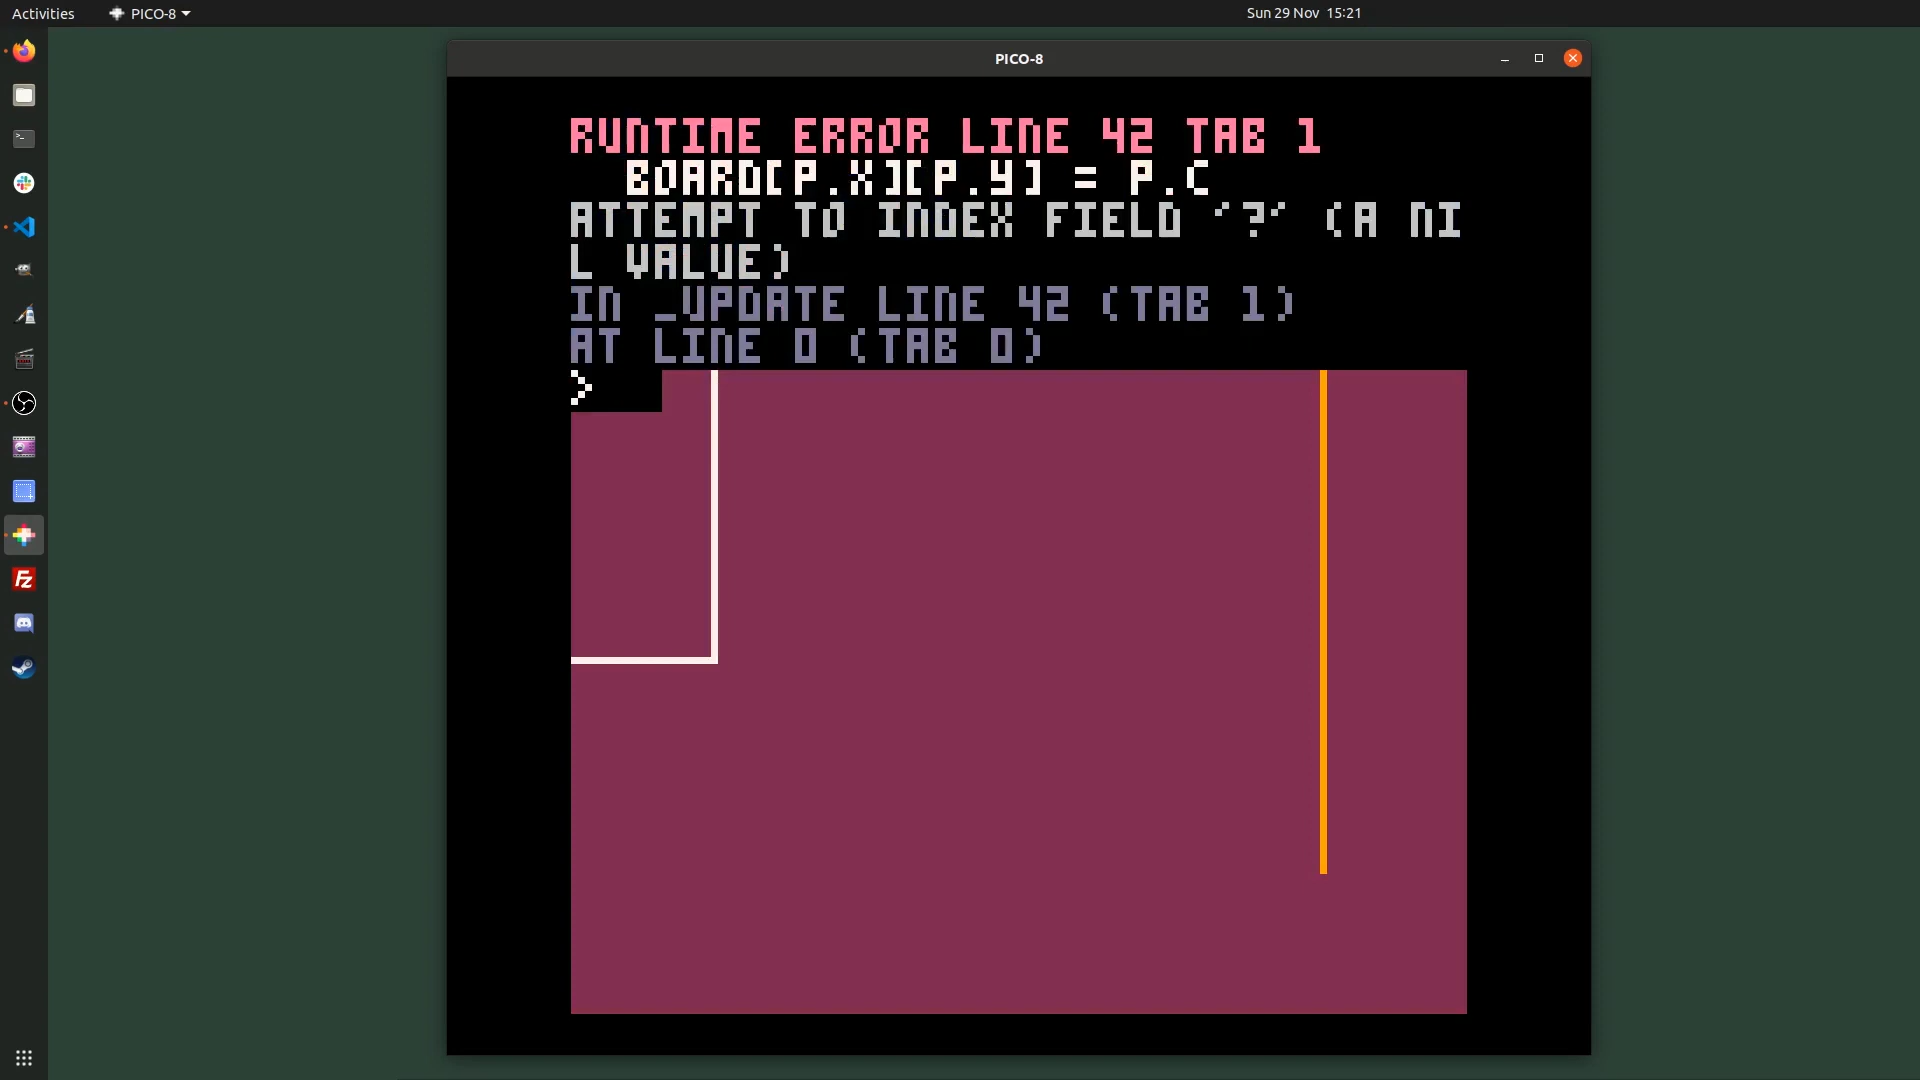 Activities PICO-8 Sun 29 Nov 15:21
PICO-8
RUNTIME ERROR LINE 42 TAB 1
BOARD[P.X][P.Y] = P.C
ATTEMPT TO INDEX FIELD '?' (A NI
L VALUE)
IN _UPDATE LINE 42 (TAB 1)
AT LINE 0 (TAB 0)
>
Fz